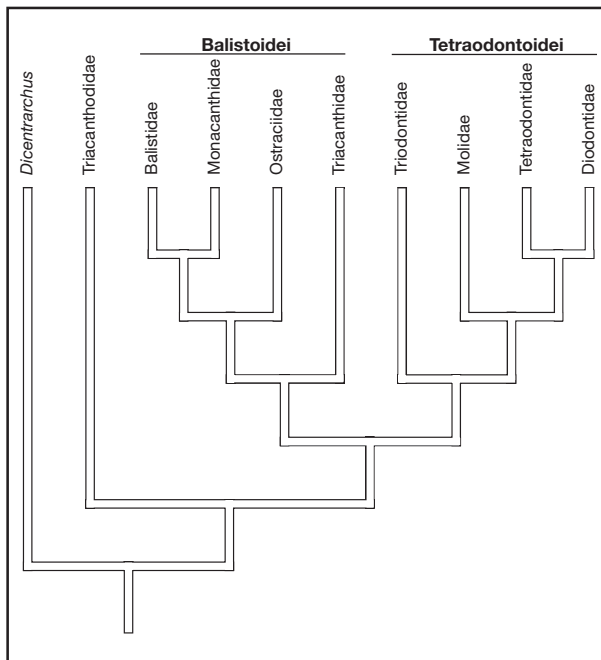 Balistoidei
Tetraodontoidei
Dicentrarchus
Triacanthodidae
Balistidae
Monacanthidae
Ostraciidae
Triacanthidae
Triodontidae
Molidae
Tetraodontidae
Diodontidae